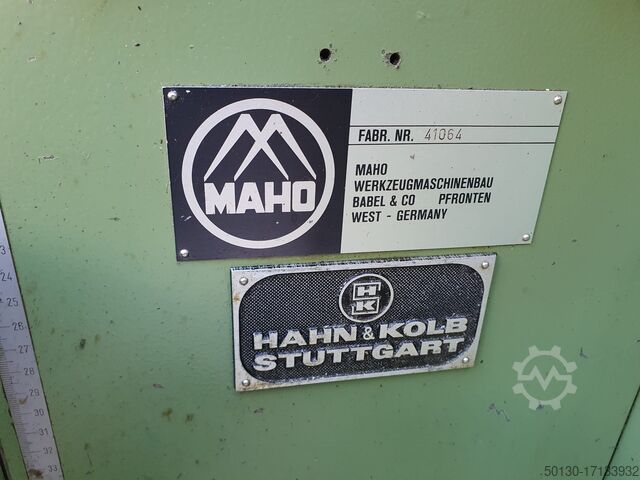 MAHO
FABR. NR. 41064
MAHO
WERKZEUGMASCHINENBAU
BABEL & CO PFRONTEN
WEST - GERMANY
HK
HAHN & KOLB
STUTTGART
24
25
26
27
28
29
30
31
32
33
50130-17133932